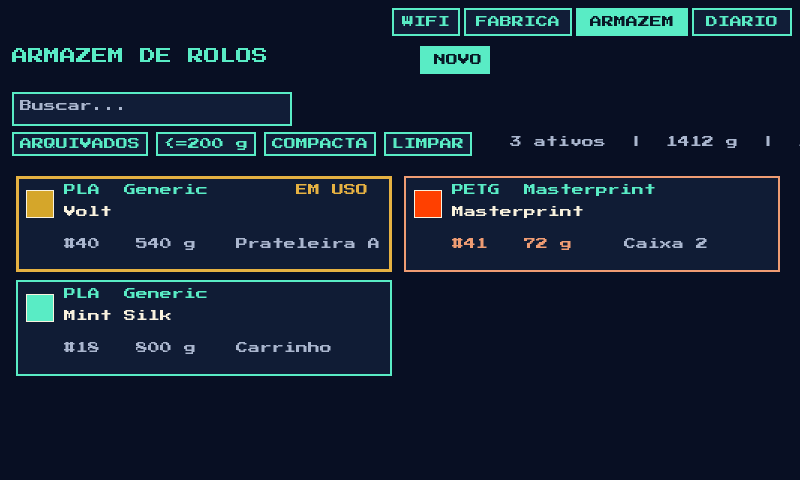 WIFI FABRICA ARMAZEM DIARIO
ARMAZEM DE ROLOS NOVO
Buscar...
ARQUIVADOS <=200 g COMPACTA LIMPAR 3 ativos | 1412 g |
PLA Generic EM USO
Volt
#40 540 g Prateleira A
PETG Masterprint
Masterprint
#41 72 g Caixa 2
PLA Generic
Mint Silk
#18 800 g Carrinho